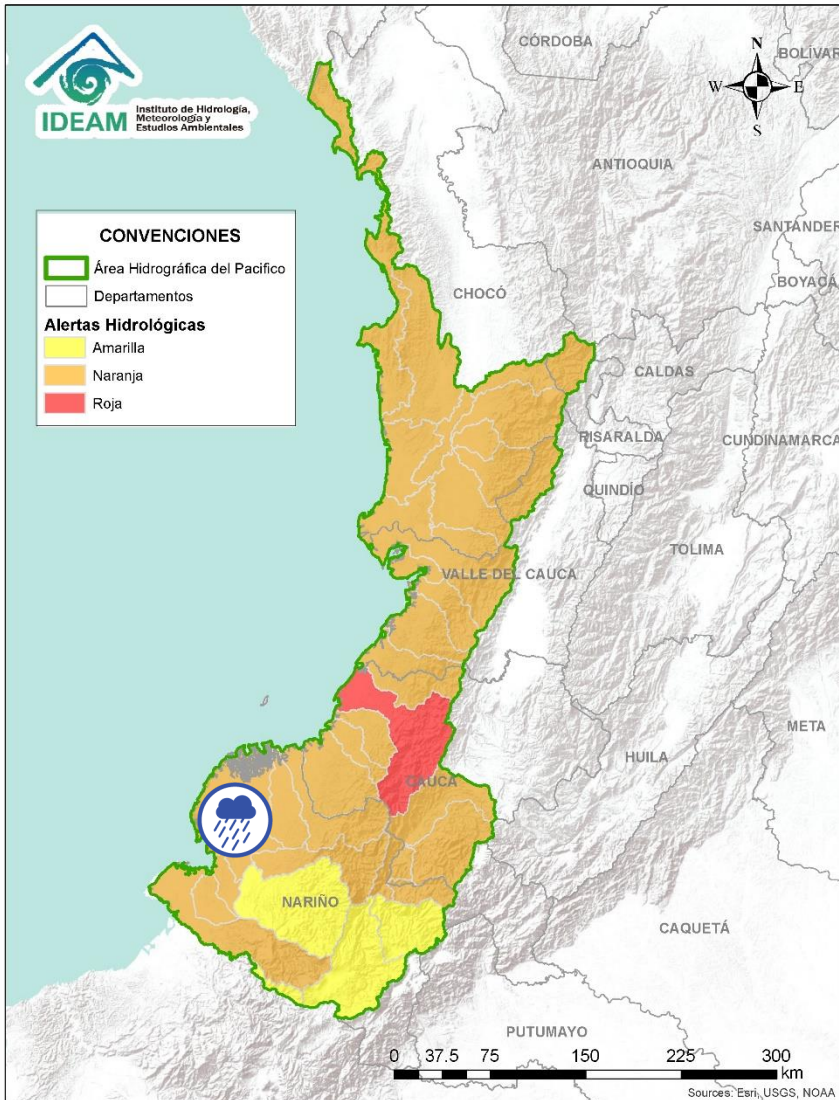 IDEAM
Instituto de Hidrología,
Meteorología y
Estudios Ambientales
N
W
E
S
CÓRDOBA
BOLÍVAR
ANTIOQUIA
SANTANDER
BOYACÁ
CHOCÓ
CONVENCIONES
Área Hidrográfica del Pacifico
Departamentos
Alertas Hidrológicas
Amarilla
Naranja
Roja
CALDAS
RISARALDA
CUNDINAMARCA
QUINDÍO
TOLIMA
VALLE DEL CAUCA
META
HUILA
CAUCA
NARIÑO
CAQUETÁ
PUTUMAYO
0 37.5 75 150 225 300
km
Sources: Esri, USGS, NOAA